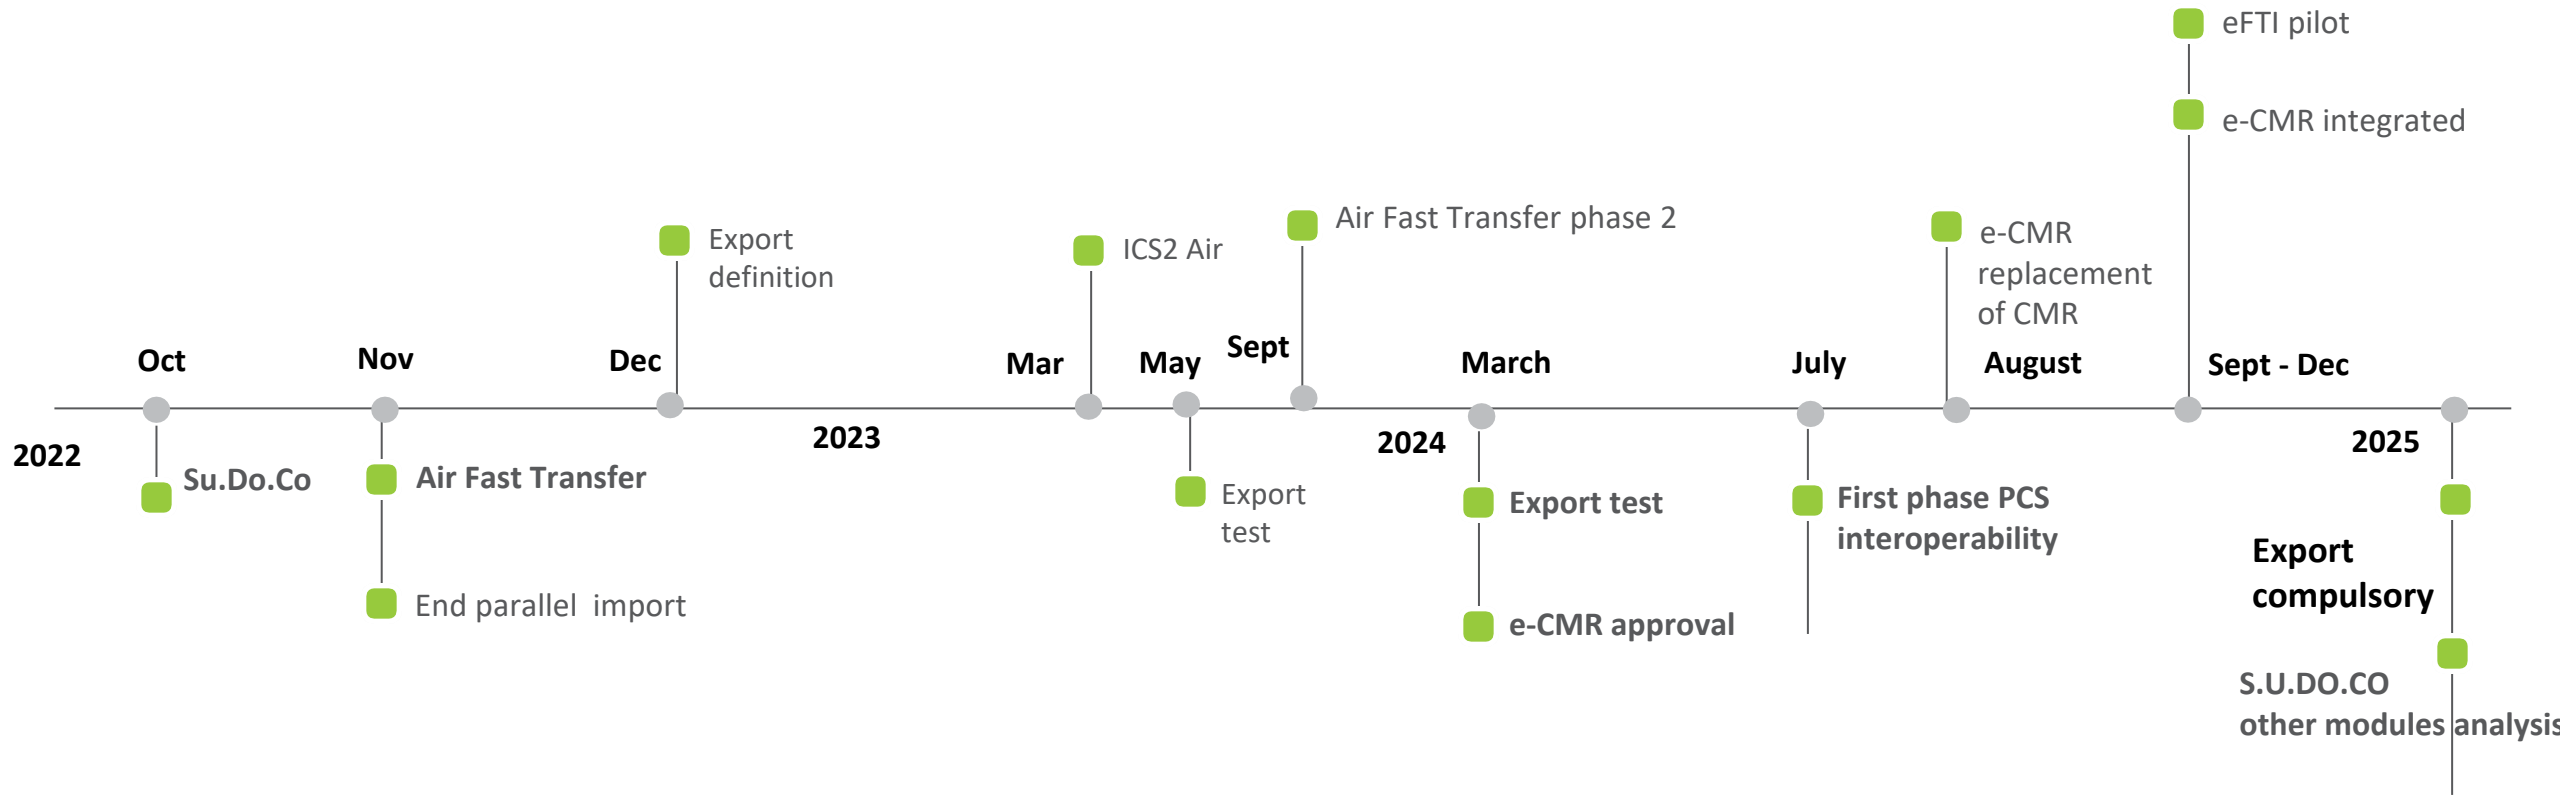 eFTI pilot
e-CMR integrated
Export
definition
ICS2 Air
Air Fast Transfer phase 2
e-CMR
replacement
of CMR
Oct
Nov
Dec
Mar
May
Sept
March
July
August
Sept - Dec
2022
2023
2024
2025
Su.Do.Co
Air Fast Transfer
End parallel  import
Export
test
Export test
e-CMR approval
First phase PCS
interoperability
Export
compulsory
S.U.DO.CO
other modules analysis